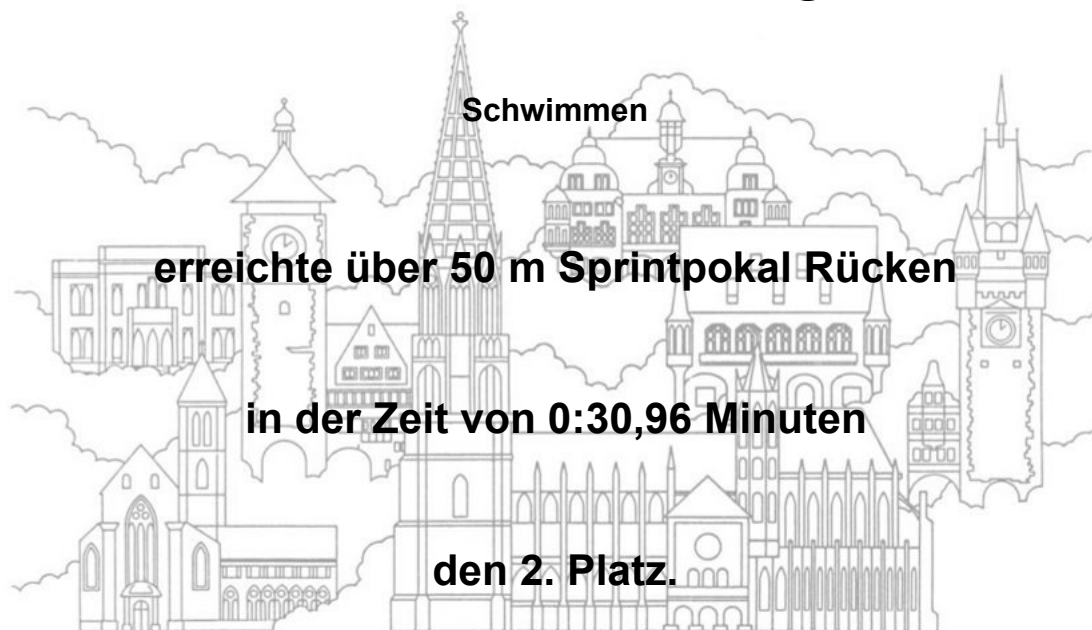 Schwimmen
erreichte über 50 m Sprintpokal Rücken
in der Zeit von 0:30,96 Minuten
den 2. Platz.